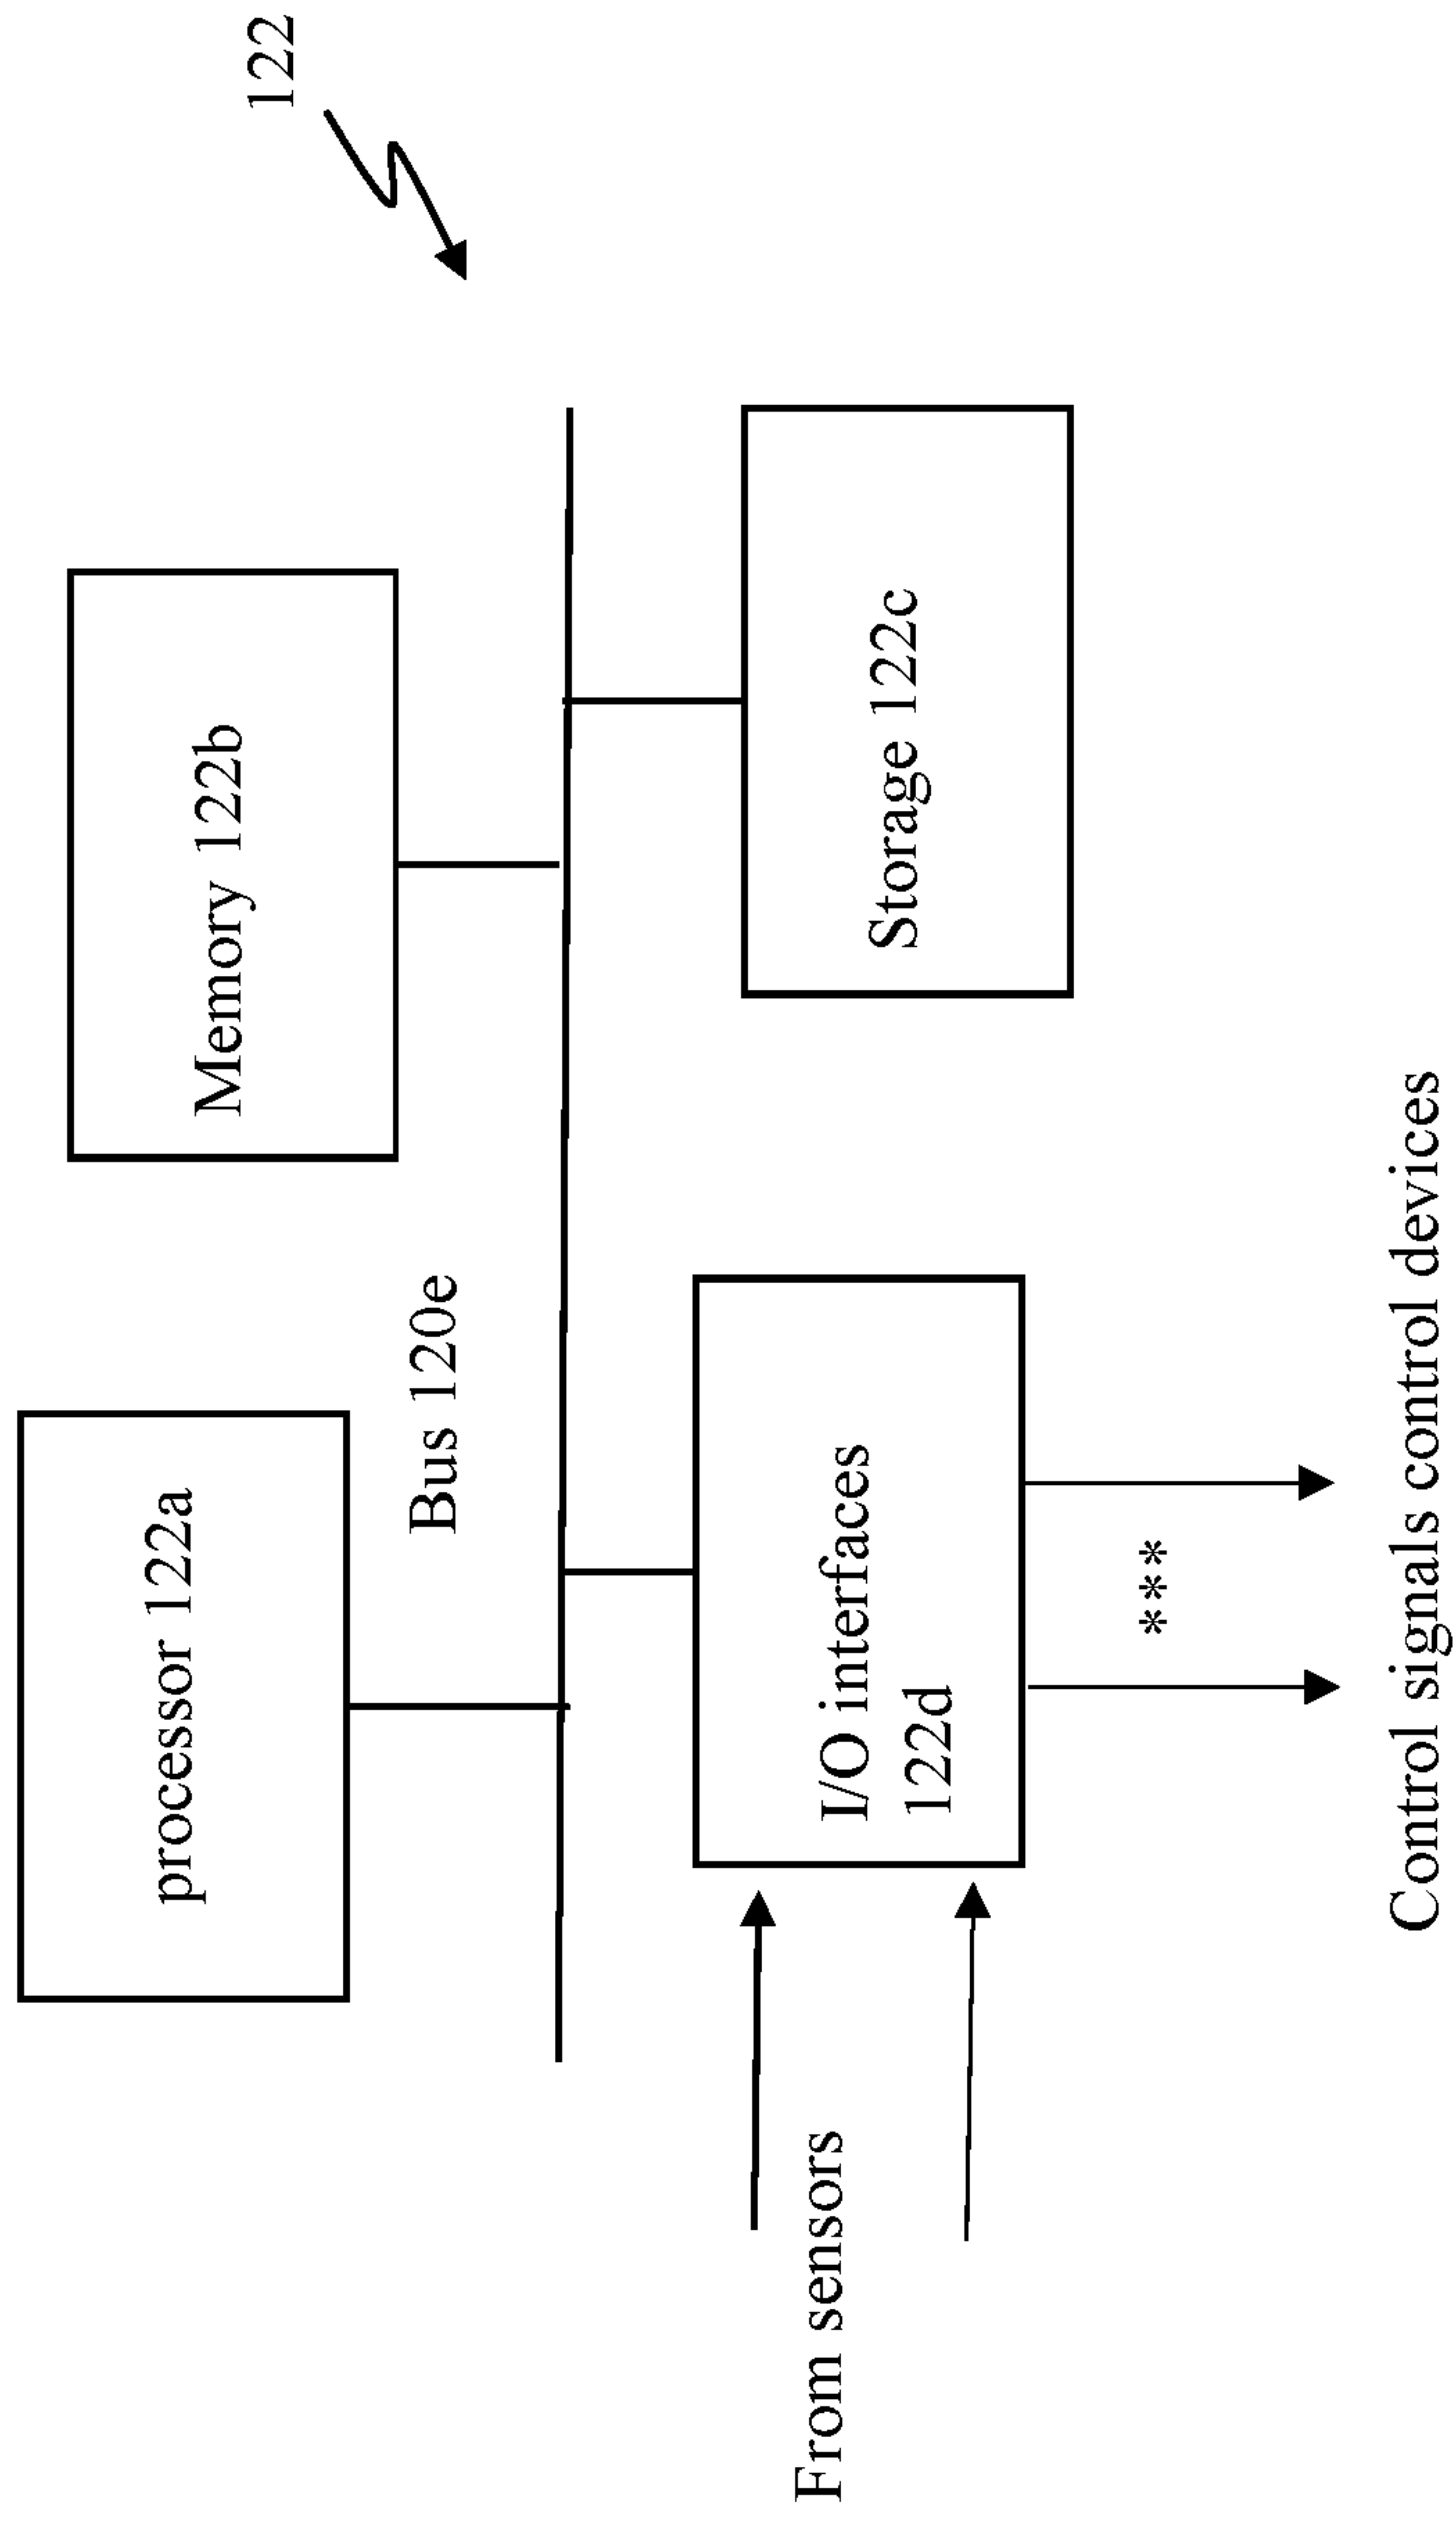 122
processor 122a
Memory 122b
Bus 120e
I/O interfaces
122d
Storage 122c
From sensors
***
Control signals control devices